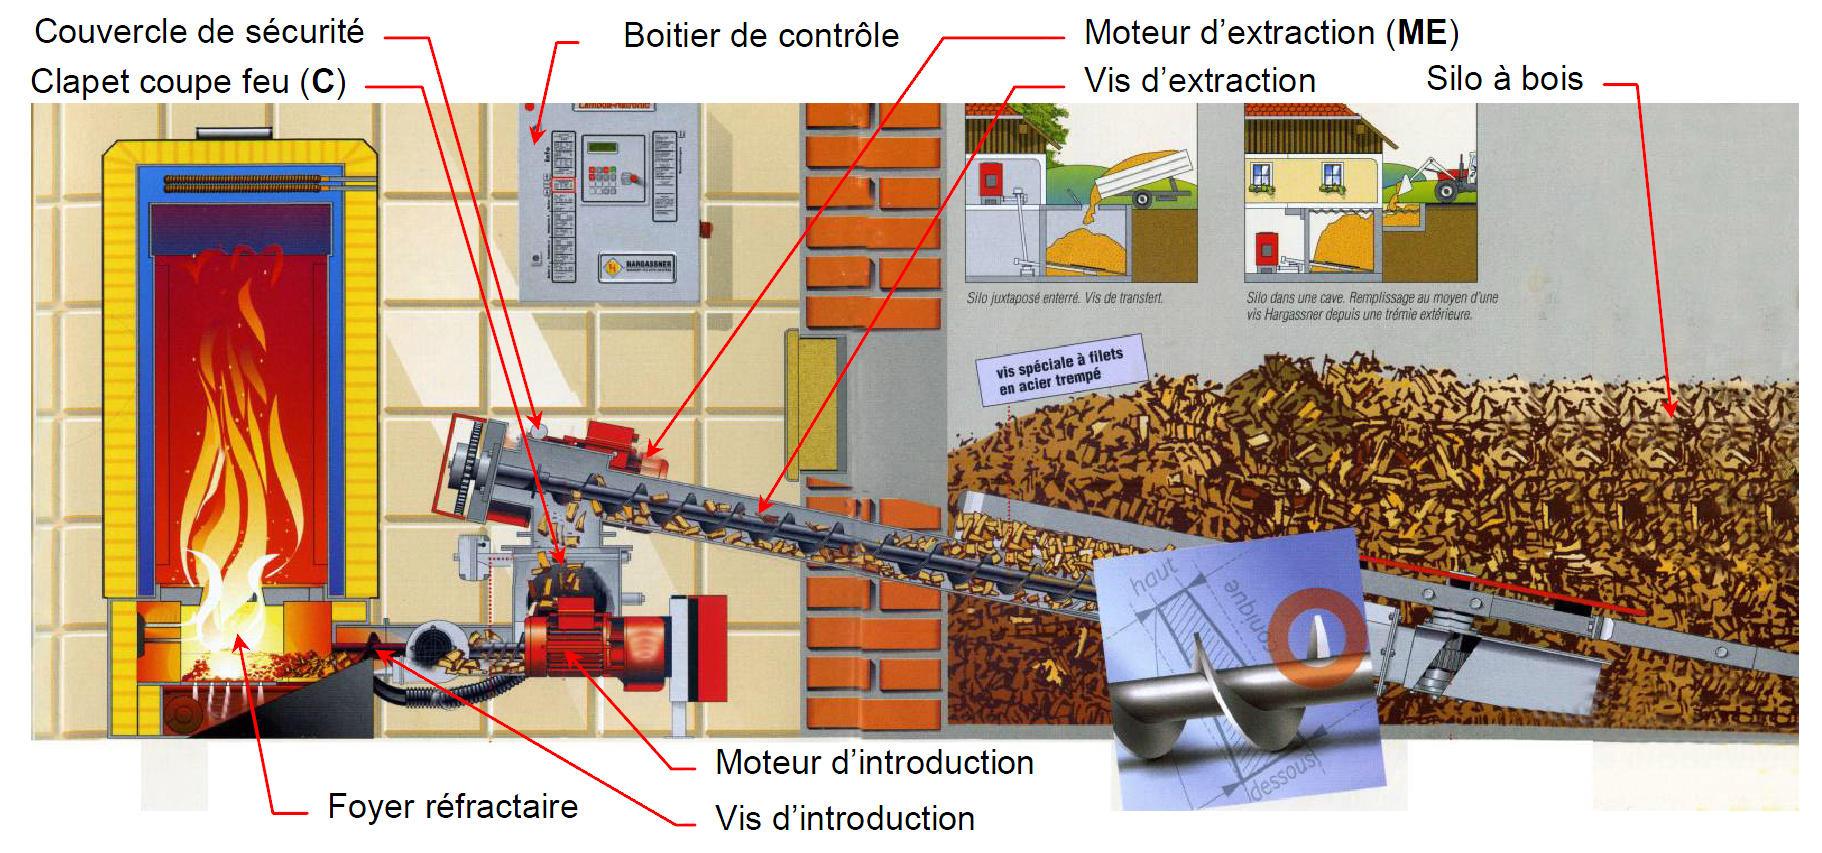 Couvercle de sécurité
Boitier de contrôle
Moteur d'extraction (ME)
Clapet coupe feu (C)
Vis d'extraction
Silo à bois
HARGASSNER
Silo juxtaposé enterré. Vis de transfert.
Silo dans une cave. Remplissage au moyen d'une
vis Hargassner depuis une trémie extérieure.
vis spéciale à filets
en acier trempé
haut
onique
dessous
Moteur d'introduction
Foyer réfractaire
Vis d'introduction